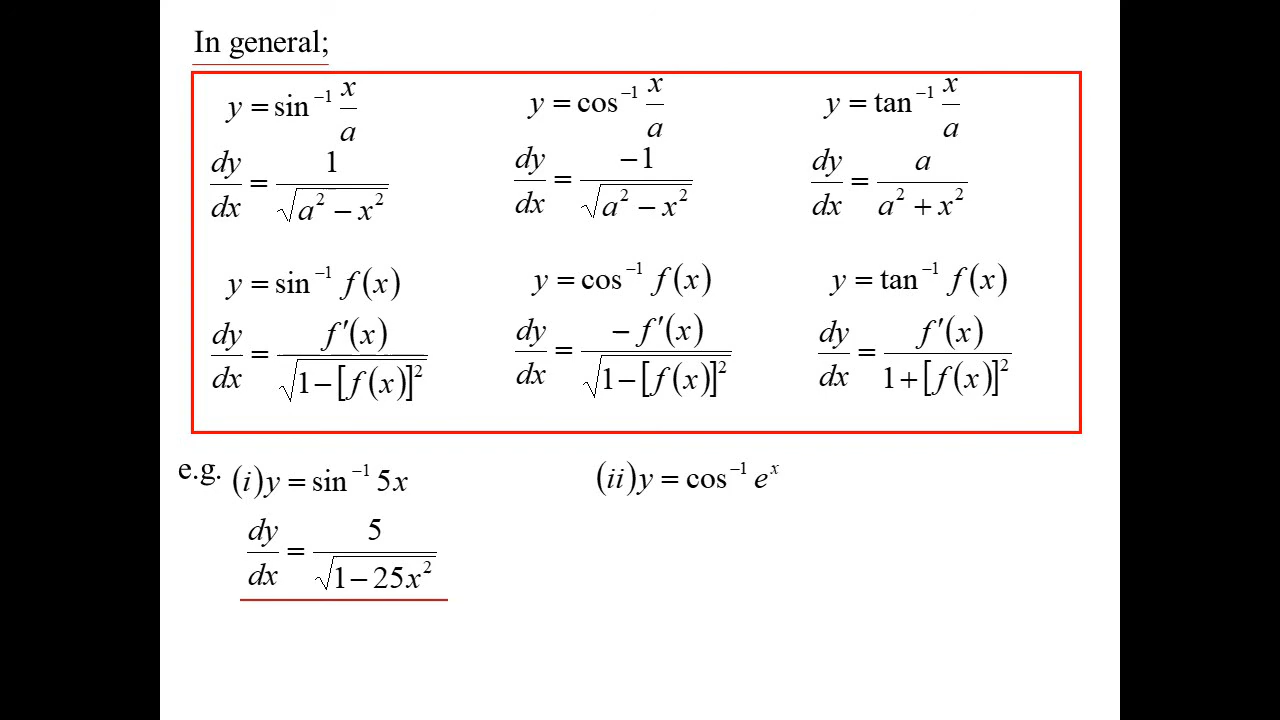 In general;
y = sin⁻¹ x/a    y = cos⁻¹ x/a    y = tan⁻¹ x/a
dy/dx = 1/√(a² − x²)    dy/dx = −1/√(a² − x²)    dy/dx = a/(a² + x²)
y = sin⁻¹ f(x)    y = cos⁻¹ f(x)    y = tan⁻¹ f(x)
dy/dx = f′(x)/√(1 − [f(x)]²)    dy/dx = − f′(x)/√(1 − [f(x)]²)    dy/dx = f′(x)/(1 + [f(x)]²)
e.g. (i) y = sin⁻¹ 5x    (ii) y = cos⁻¹ eˣ
dy/dx = 5/√(1 − 25x²)